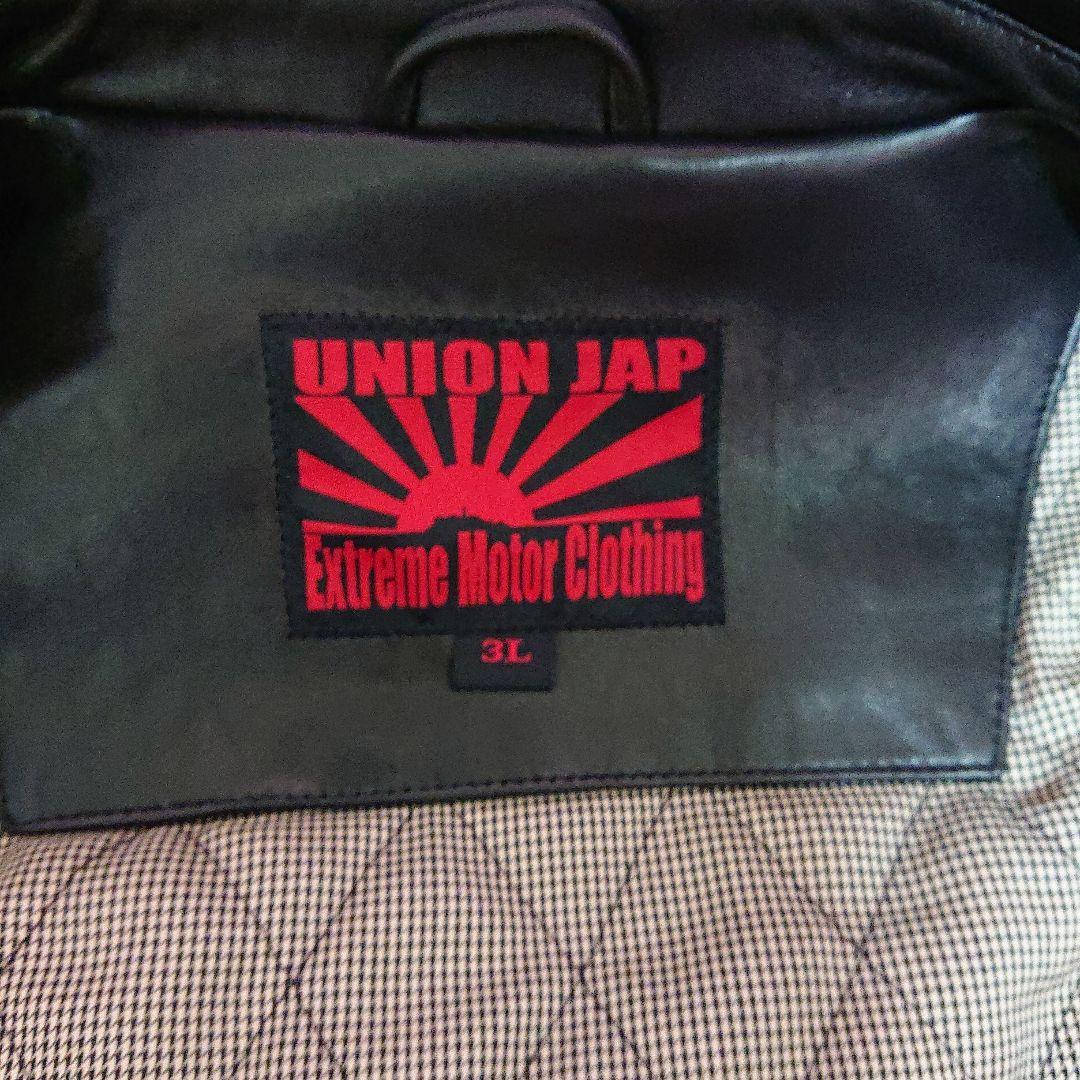 UNION JAP
Extreme Motor Clothing
3L